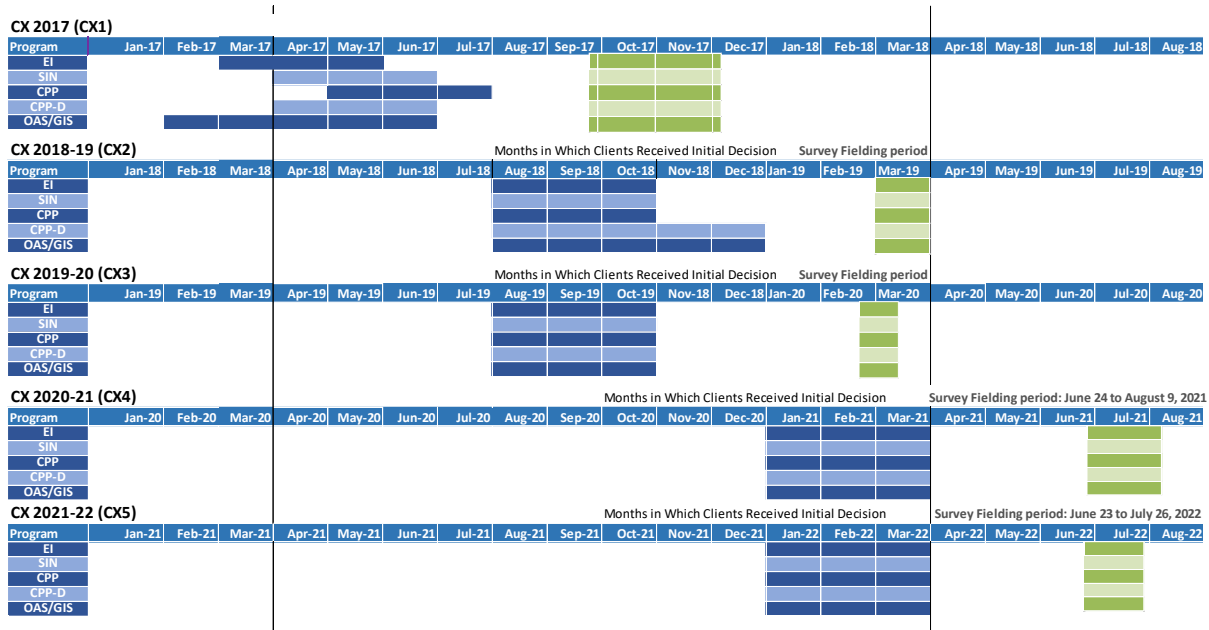 CX 2017 (CX1)
Program Jan-17 Feb-17 Mar-17 Apr-17 May-17 Jun-17 Jul-17 Aug-17 Sep-17 Oct-17 Nov-17 Dec-17 Jan-18 Feb-18 Mar-18 Apr-18 May-18 Jun-18 Jul-18 Aug-18
EI
SIN
CPP
CPP-D
OAS/GIS
CX 2018-19 (CX2) Months in Which Clients Received Initial Decision Survey Fielding period
Program Jan-18 Feb-18 Mar-18 Apr-18 May-18 Jun-18 Jul-18 Aug-18 Sep-18 Oct-18 Nov-18 Dec-18 Jan-19 Feb-19 Mar-19 Apr-19 May-19 Jun-19 Jul-19 Aug-19
EI
SIN
CPP
CPP-D
OAS/GIS
CX 2019-20 (CX3) Months in Which Clients Received Initial Decision Survey Fielding period
Program Jan-19 Feb-19 Mar-19 Apr-19 May-19 Jun-19 Jul-19 Aug-19 Sep-19 Oct-19 Nov-18 Dec-18 Jan-20 Feb-20 Mar-20 Apr-20 May-20 Jun-20 Jul-20 Aug-20
EI
SIN
CPP
CPP-D
OAS/GIS
CX 2020-21 (CX4) Months in Which Clients Received Initial Decision Survey Fielding period: June 24 to August 9, 2021
Program Jan-20 Feb-20 Mar-20 Apr-20 May-20 Jun-20 Jul-20 Aug-20 Sep-20 Oct-20 Nov-20 Dec-20 Jan-21 Feb-21 Mar-21 Apr-21 May-21 Jun-21 Jul-21 Aug-21
EI
SIN
CPP
CPP-D
OAS/GIS
CX 2021-22 (CX5) Months in Which Clients Received Initial Decision Survey Fielding period: June 23 to July 26, 2022
Program Jan-21 Feb-21 Mar-21 Apr-21 May-21 Jun-21 Jul-21 Aug-21 Sep-21 Oct-21 Nov-21 Dec-21 Jan-22 Feb-22 Mar-22 Apr-22 May-22 Jun-22 Jul-22 Aug-22
EI
SIN
CPP
CPP-D
OAS/GIS